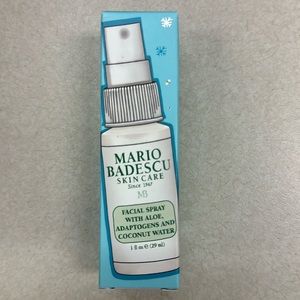 MARIO
BADESCU
SKIN CARE
Since 1967
MB
FACIAL SPRAY
WITH ALOE,
ADAPTOGENS AND
COCONUT WATER
1 fl oz (29 ml)